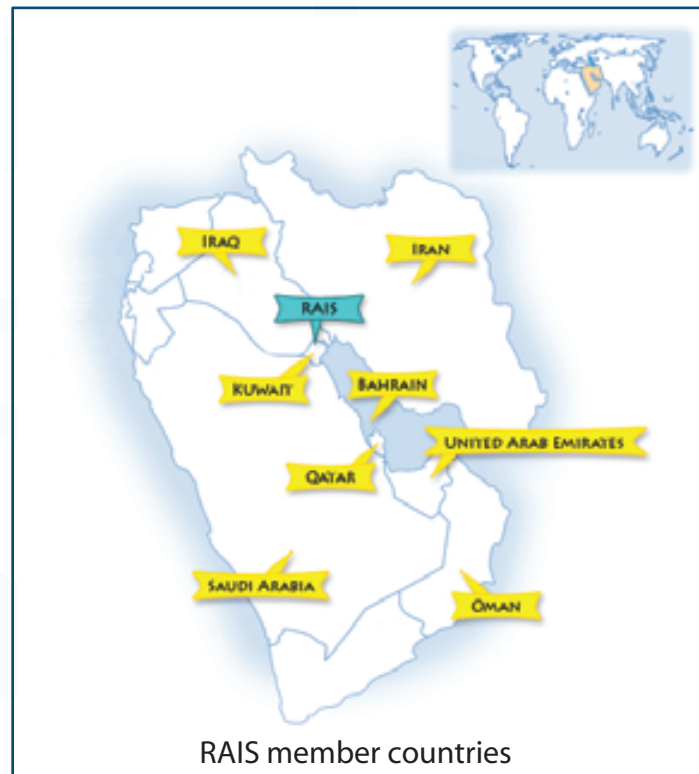 IRAQ
IRAN
RAIS
KUWAIT
BAHRAIN
UNITED ARAB EMIRATES
QATAR
SAUDI ARABIA
OMAN
RAIS member countries